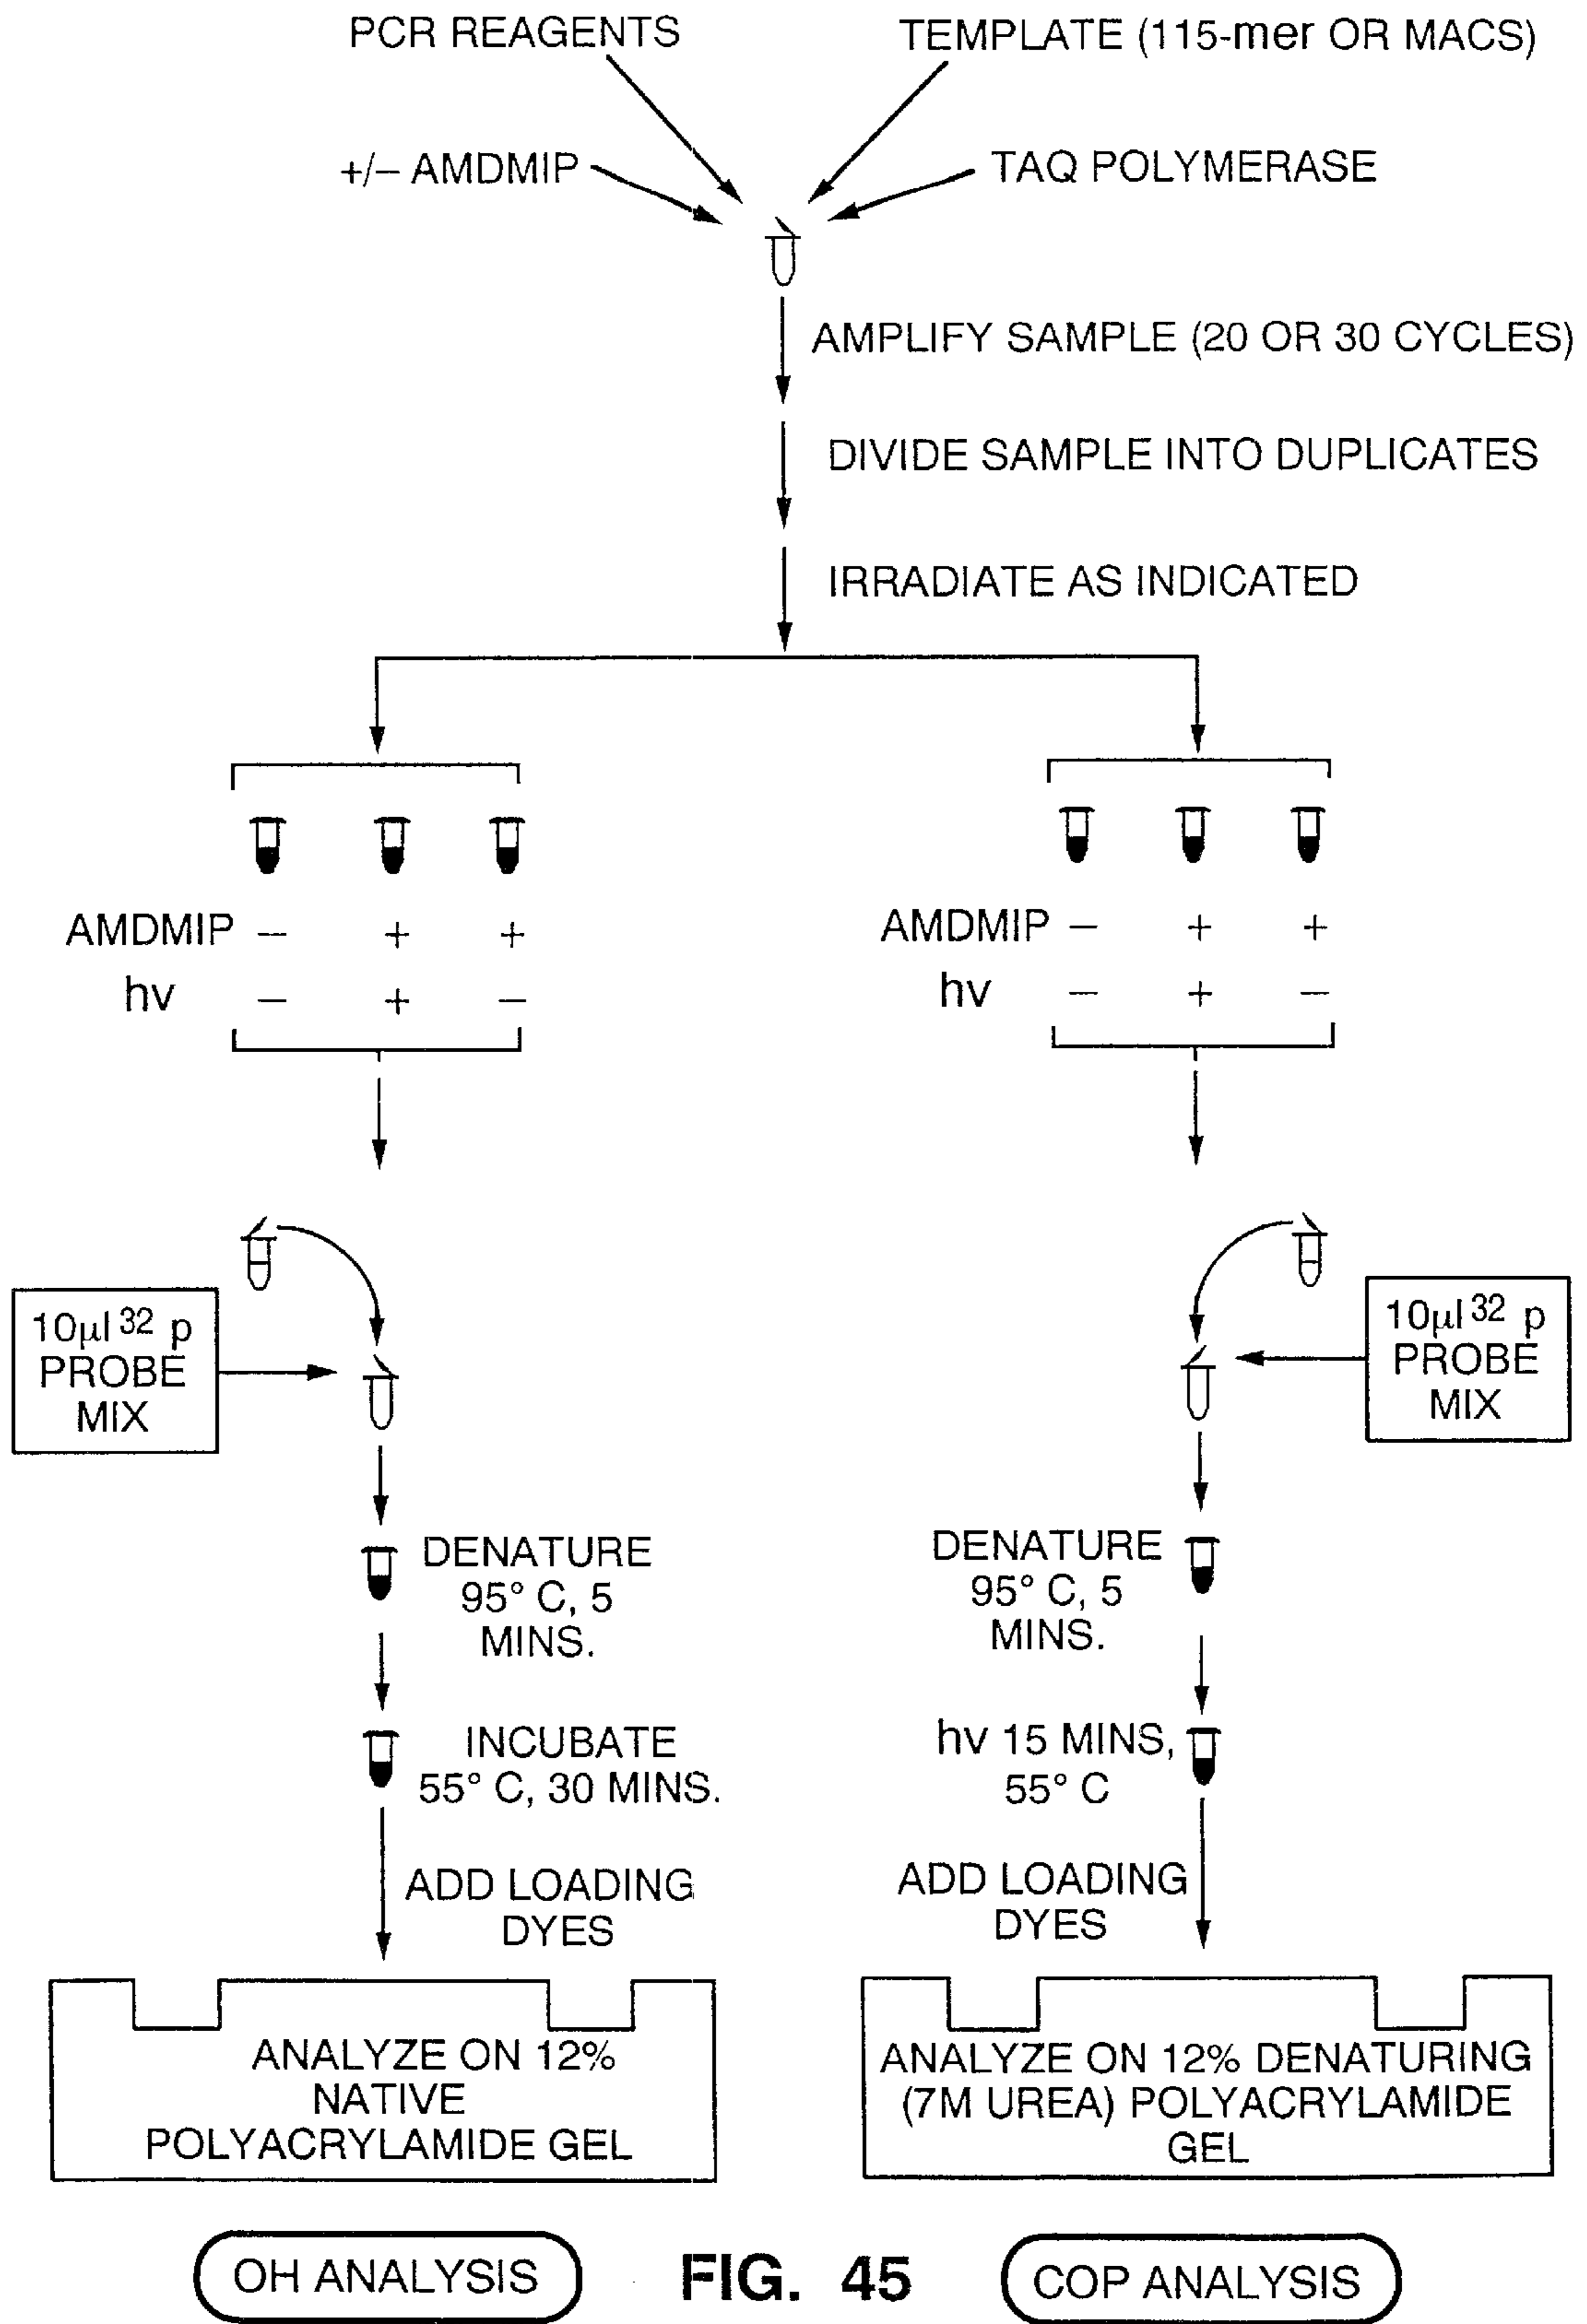 PCR REAGENTS
TEMPLATE (115-mer OR MACS)
+/– AMDMIP
TAQ POLYMERASE
AMPLIFY SAMPLE (20 OR 30 CYCLES)
DIVIDE SAMPLE INTO DUPLICATES
IRRADIATE AS INDICATED
AMDMIP – + +
hν – + –
10μl 32 p
PROBE
MIX
DENATURE
95° C, 5
MINS.
INCUBATE
55° C, 30 MINS.
ADD LOADING
DYES
ANALYZE ON 12%
NATIVE
POLYACRYLAMIDE GEL
OH ANALYSIS
AMDMIP – + +
hν – + –
10μl 32 p
PROBE
MIX
DENATURE
95° C, 5
MINS.
hν 15 MINS,
55° C
ADD LOADING
DYES
ANALYZE ON 12% DENATURING
(7M UREA) POLYACRYLAMIDE
GEL
COP ANALYSIS
FIG. 45